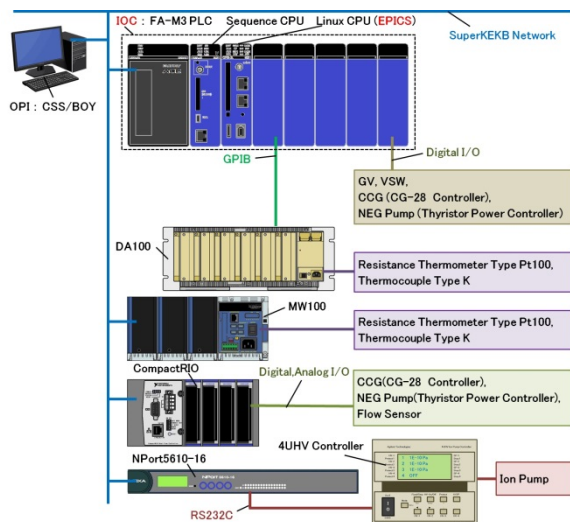 IOC : FA-M3 PLC
Sequence CPU
Linux CPU (EPICS)
SuperKEKB Network
OPI : CSS/BOY
GPIB
Digital I/O
GV, VSW,
CCG (CG-28 Controller),
NEG Pump (Thyristor Power Controller)
DA100
Resistance Thermometer Type Pt100,
Thermocouple Type K
MW100
Resistance Thermometer Type Pt100,
Thermocouple Type K
CompactRIO
Digital,Analog I/O
CCG(CG-28 Controller),
NEG Pump(Thyristor Power Controller),
Flow Sensor
4UHV Controller
NPort5610-16
Ion Pump
RS232C